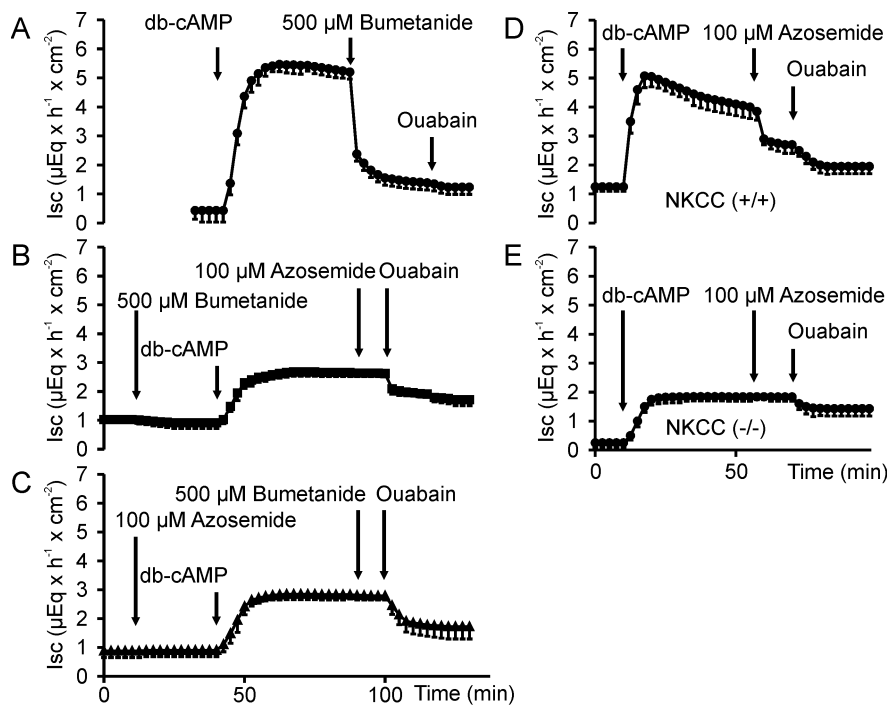 A
db-cAMP
500 µM Bumetanide
Ouabain
Isc (µEq x h-1 x cm-2)
7
6
5
4
3
2
1
0
B
500 µM Bumetanide
100 µM Azosemide Ouabain
db-cAMP
Isc (µEq x h-1 x cm-2)
7
6
5
4
3
2
1
0
C
100 µM Azosemide
500 µM Bumetanide Ouabain
db-cAMP
Isc (µEq x h-1 x cm-2)
7
6
5
4
3
2
1
0
0 50 100 Time (min)
D
db-cAMP 100 µM Azosemide
Ouabain
NKCC (+/+)
Isc (µEq x h-1 x cm-2)
7
6
5
4
3
2
1
0
E
db-cAMP 100 µM Azosemide
Ouabain
NKCC (-/-)
Isc (µEq x h-1 x cm-2)
7
6
5
4
3
2
1
0
0 50 Time (min)